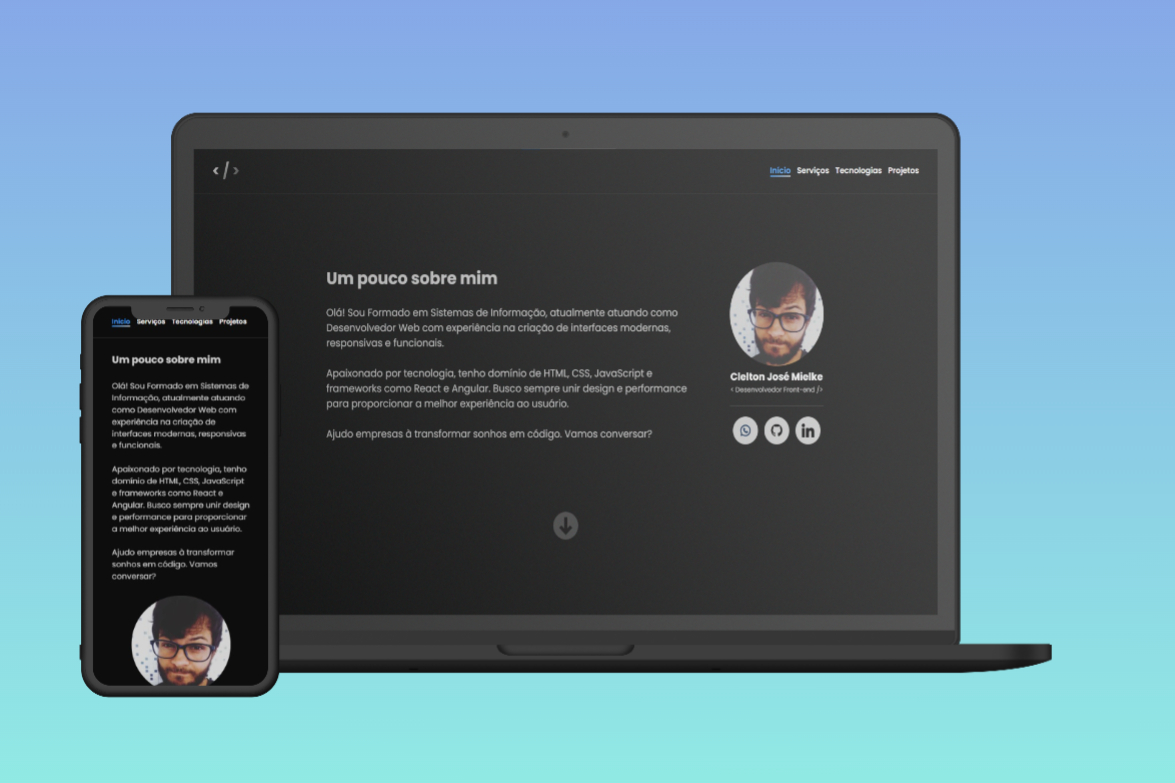 </>
Início Serviços Tecnologias Projetos
Um pouco sobre mim
Olá! Sou Formado em Sistemas de Informação, atualmente atuando como
Desenvolvedor Web com experiência na criação de interfaces modernas,
responsivas e funcionais.
Apaixonado por tecnologia, tenho domínio de HTML, CSS, JavaScript e
frameworks como React e Angular. Busco sempre unir design e performance
para proporcionar a melhor experiência ao usuário.
Ajudo empresas à transformar sonhos em código. Vamos conversar?
Cleiton José Mielke
< Desenvolvedor Front-end />
in
Início Serviços Tecnologias Projetos
Um pouco sobre mim
Olá! Sou Formado em Sistemas de
Informação, atualmente atuando
como Desenvolvedor Web com
experiência na criação de
interfaces modernas, responsivas
e funcionais.
Apaixonado por tecnologia, tenho
domínio de HTML, CSS, JavaScript
e frameworks como React e
Angular. Busco sempre unir design
e performance para proporcionar
a melhor experiência ao usuário.
Ajudo empresas à transformar
sonhos em código. Vamos
conversar?